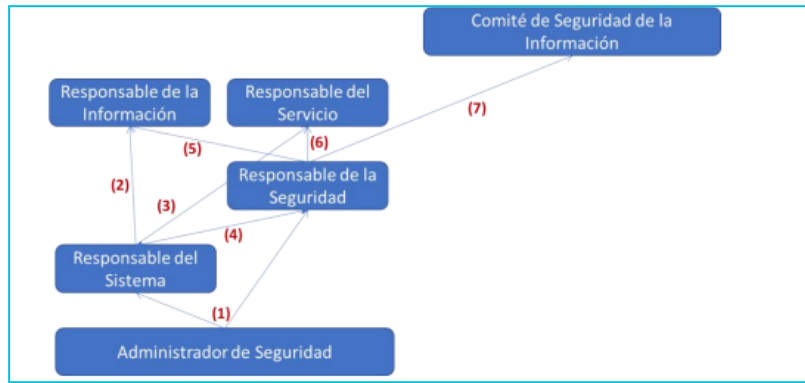 Comité de Seguridad de la
Información
Responsable de la
Información
Responsable del
Servicio
(7)
(5)
(6)
Responsable de la
Seguridad
(2)
(3)
(4)
Responsable del
Sistema
(1)
Administrador de Seguridad